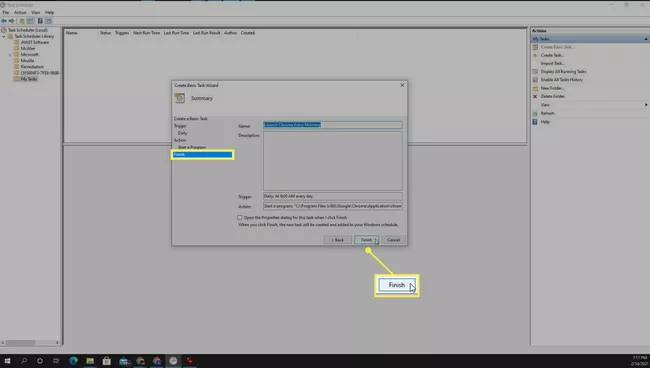 Task Scheduler
File Action View Help
Task Scheduler (Local)
Task Scheduler Library
McAfee
Microsoft
Mozilla
Remediation
My Tasks
Name Status Triggers Next Run Time Last Run Time Last Run Result Author Created
Actions
My Tasks
Create Basic Task...
Create Task...
Import Task...
Display All Running Tasks
Enable All Tasks History
New Folder...
Delete Folder
View
Refresh
Help
Create Basic Task Wizard
Summary
Create a Basic Task
Trigger
Daily
Action
Start a Program
Finish
Name: Launch Chrome Every Morning
Description:
Trigger: Daily; At 9:00 AM every day
Action: Start a program; "C:\Program Files (x86)\Google\Chrome\Application\chrom
Open the Properties dialog for this task when I click Finish
When you click Finish, the new task will be created and added to your Windows schedule.
< Back Finish Cancel
Finish
7:17 PM